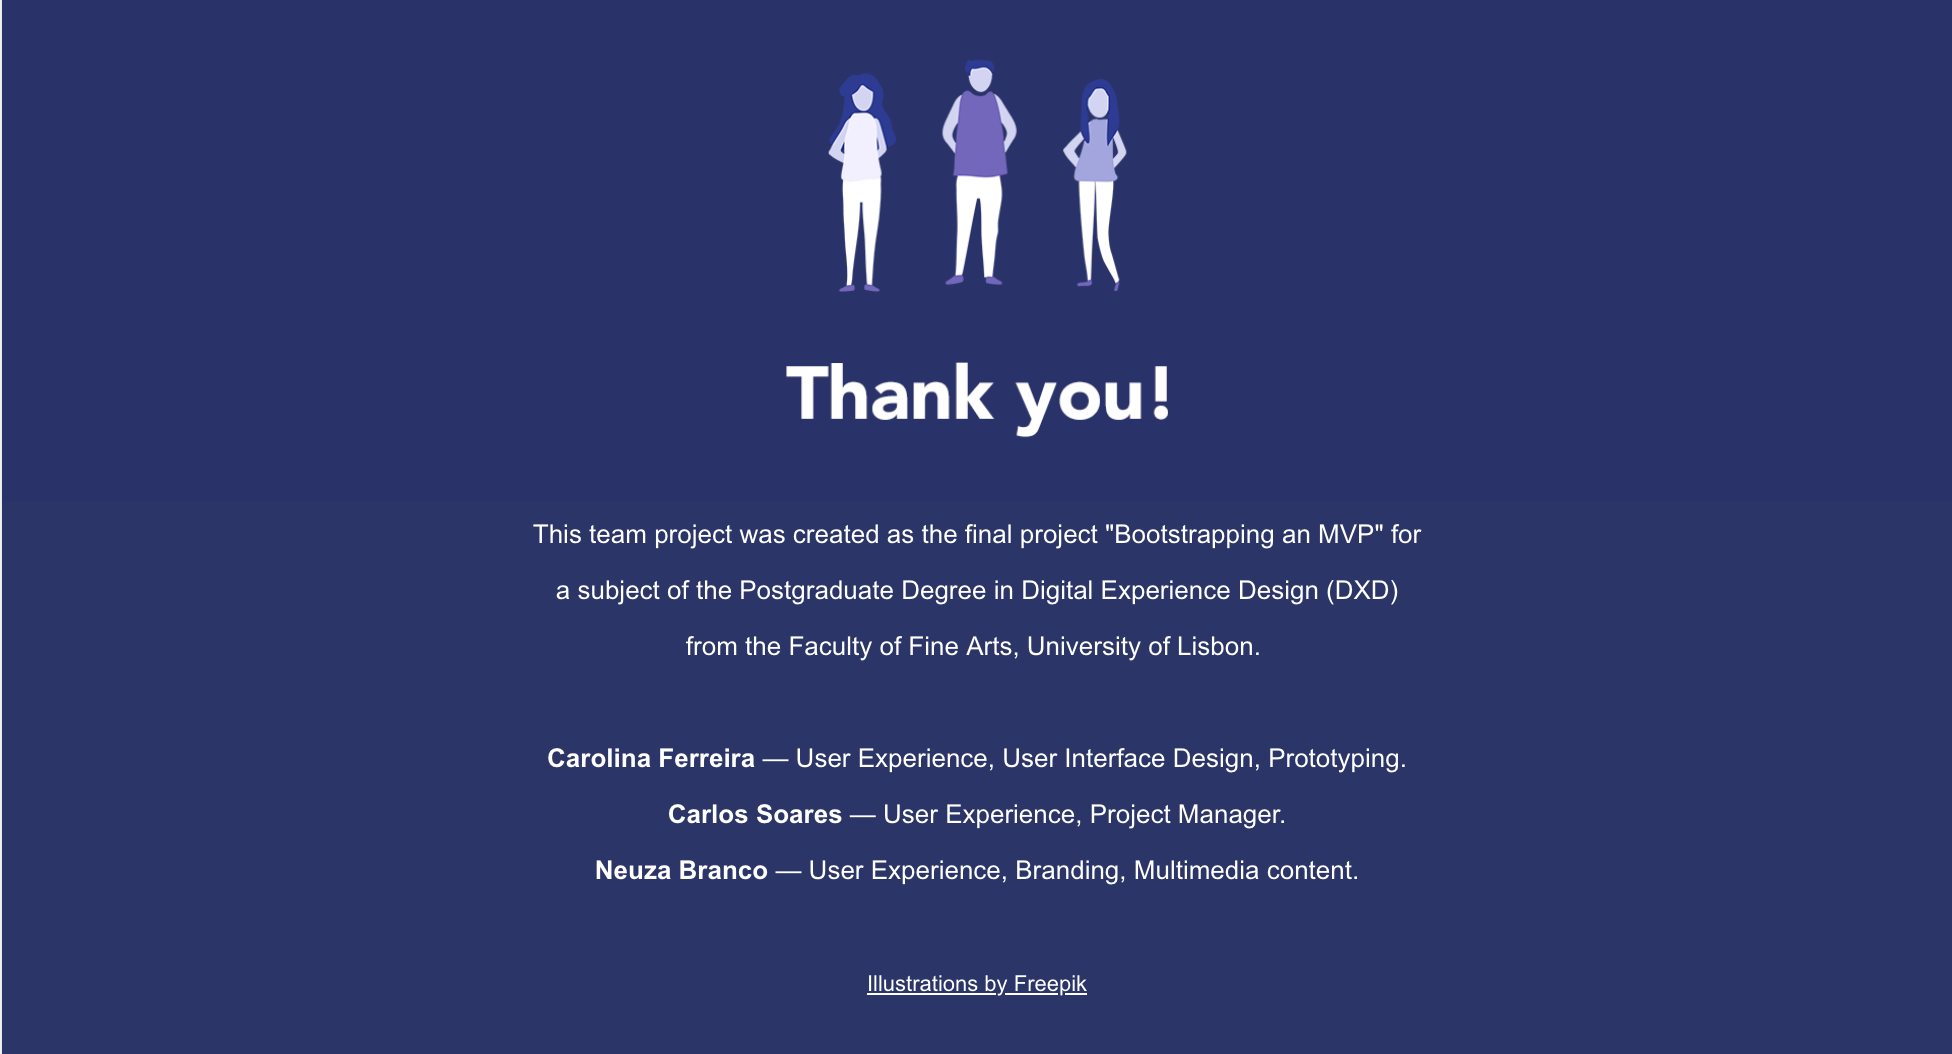 Thank you!
This team project was created as the final project "Bootstrapping an MVP" for
a subject of the Postgraduate Degree in Digital Experience Design (DXD)
from the Faculty of Fine Arts, University of Lisbon.
Carolina Ferreira — User Experience, User Interface Design, Prototyping.
Carlos Soares — User Experience, Project Manager.
Neuza Branco — User Experience, Branding, Multimedia content.
Illustrations by Freepik